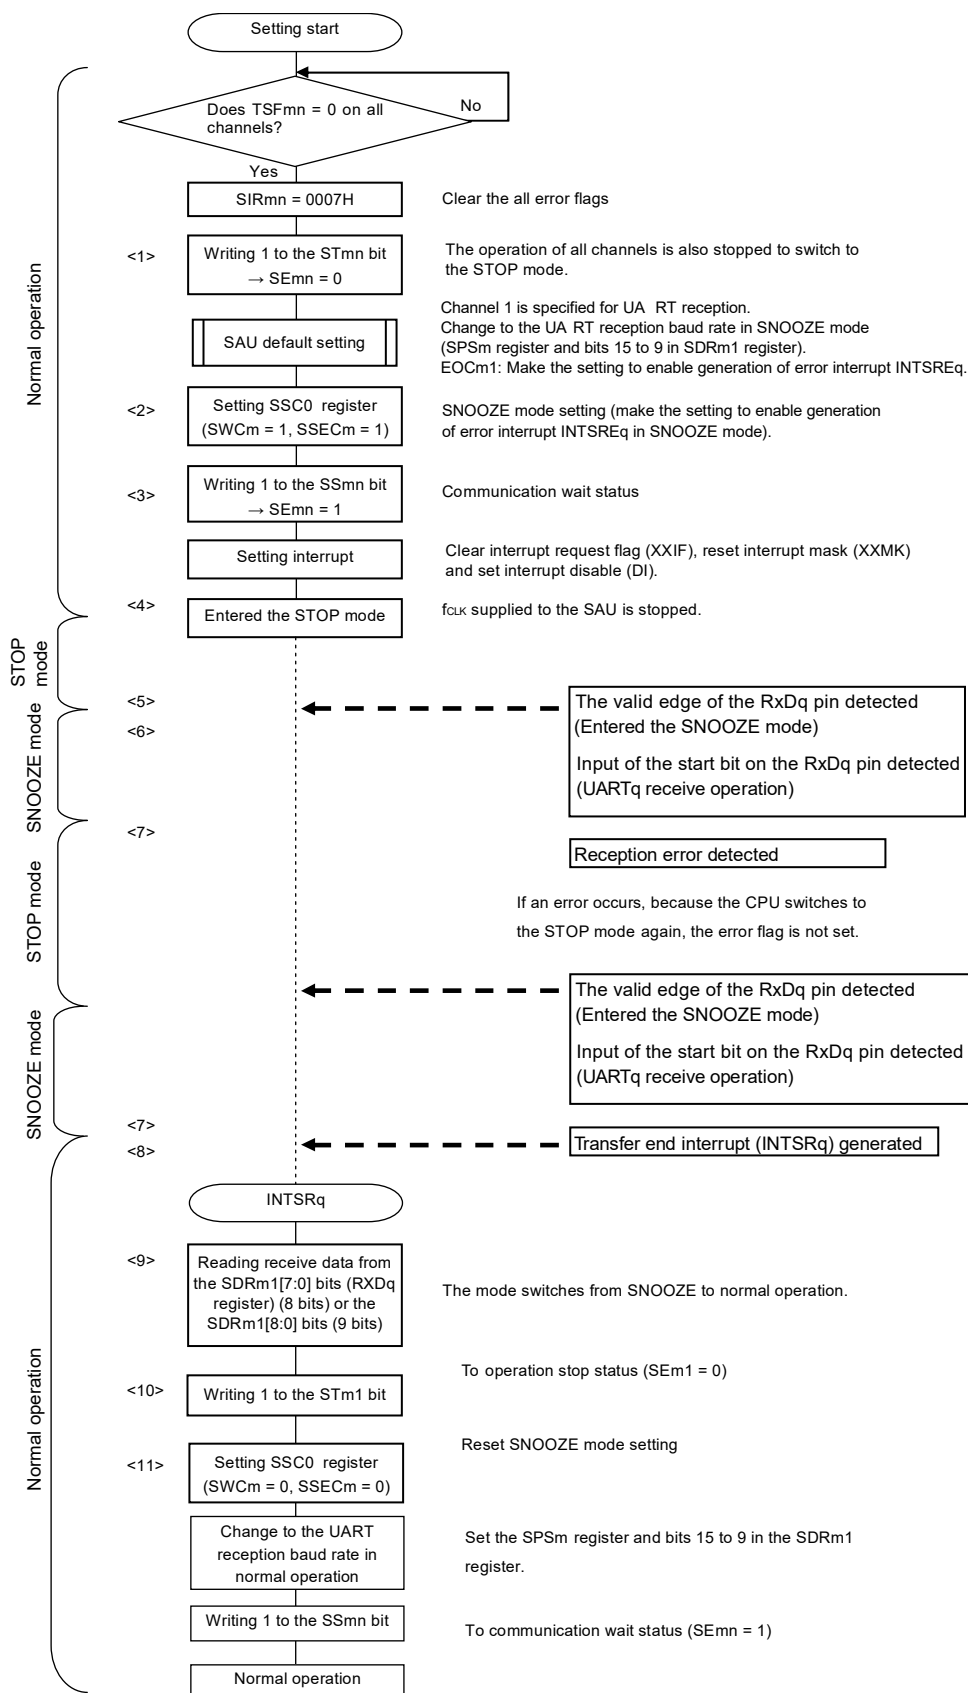 Setting start
Does TSFmn = 0 on all
channels?
No
Yes
SIRmn = 0007H
Clear the all error flags
<1>
Writing 1 to the STmn bit
→ SEmn = 0
The operation of all channels is also stopped to switch to
the STOP mode.
SAU default setting
Channel 1 is specified for UA RT reception.
Change to the UA RT reception baud rate in SNOOZE mode
(SPSm register and bits 15 to 9 in SDRm1 register).
EOCm1: Make the setting to enable generation of error interrupt INTSREq.
Normal operation
<2>
Setting SSC0 register
(SWCm = 1, SSECm = 1)
SNOOZE mode setting (make the setting to enable generation
of error interrupt INTSREq in SNOOZE mode).
<3>
Writing 1 to the SSmn bit
→ SEmn = 1
Communication wait status
Setting interrupt
Clear interrupt request flag (XXIF), reset interrupt mask (XXMK)
and set interrupt disable (DI).
<4>
Entered the STOP mode
fCLK supplied to the SAU is stopped.
STOP
mode
<5>
The valid edge of the RxDq pin detected
(Entered the SNOOZE mode)
<6>
Input of the start bit on the RxDq pin detected
(UARTq receive operation)
SNOOZE mode
<7>
Reception error detected
STOP mode
If an error occurs, because the CPU switches to
the STOP mode again, the error flag is not set.
The valid edge of the RxDq pin detected
(Entered the SNOOZE mode)
Input of the start bit on the RxDq pin detected
(UARTq receive operation)
SNOOZE mode
<7>
<8>
Transfer end interrupt (INTSRq) generated
INTSRq
<9>
Reading receive data from
the SDRm1[7:0] bits (RXDq
register) (8 bits) or the
SDRm1[8:0] bits (9 bits)
The mode switches from SNOOZE to normal operation.
To operation stop status (SEm1 = 0)
<10>
Writing 1 to the STm1 bit
Normal operation
Reset SNOOZE mode setting
<11>
Setting SSC0 register
(SWCm = 0, SSECm = 0)
Change to the UART
reception baud rate in
normal operation
Set the SPSm register and bits 15 to 9 in the SDRm1
register.
Writing 1 to the SSmn bit
To communication wait status (SEmn = 1)
Normal operation